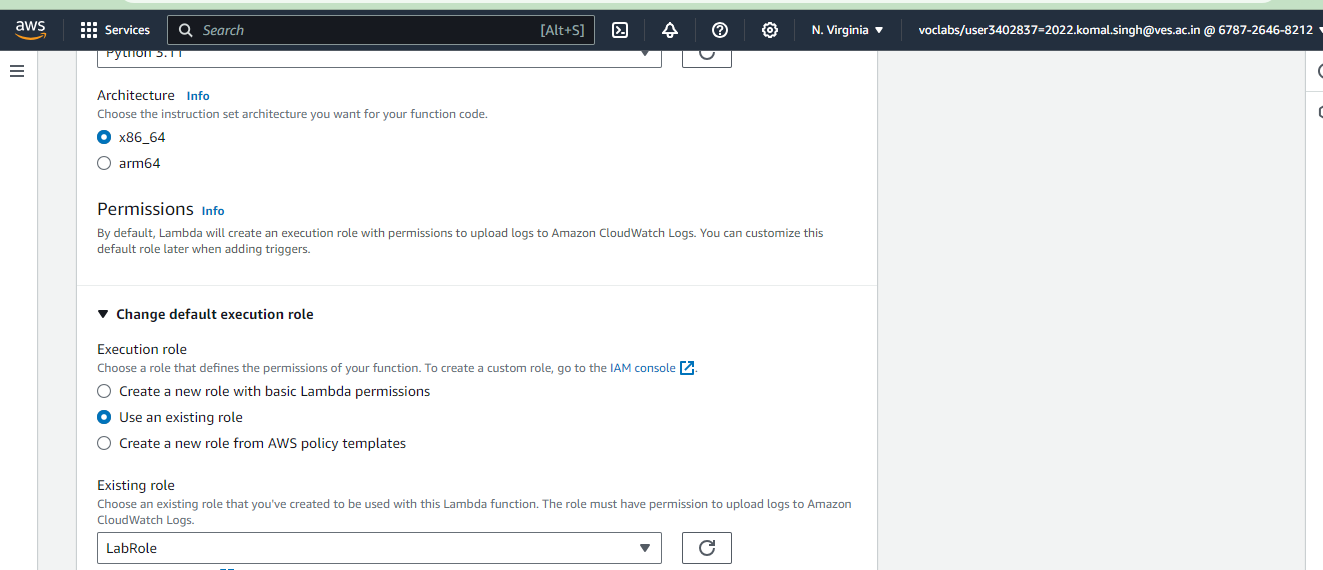 aws
Services
Search
[Alt+S]
N. Virginia
voclabs/user3402837=2022.komal.singh@ves.ac.in @ 6787-2646-8212
Python 3.11
Architecture Info
Choose the instruction set architecture you want for your function code.
x86_64
arm64
Permissions Info
By default, Lambda will create an execution role with permissions to upload logs to Amazon CloudWatch Logs. You can customize this
default role later when adding triggers.
Change default execution role
Execution role
Choose a role that defines the permissions of your function. To create a custom role, go to the IAM console.
Create a new role with basic Lambda permissions
Use an existing role
Create a new role from AWS policy templates
Existing role
Choose an existing role that you've created to be used with this Lambda function. The role must have permission to upload logs to Amazon
CloudWatch Logs.
LabRole